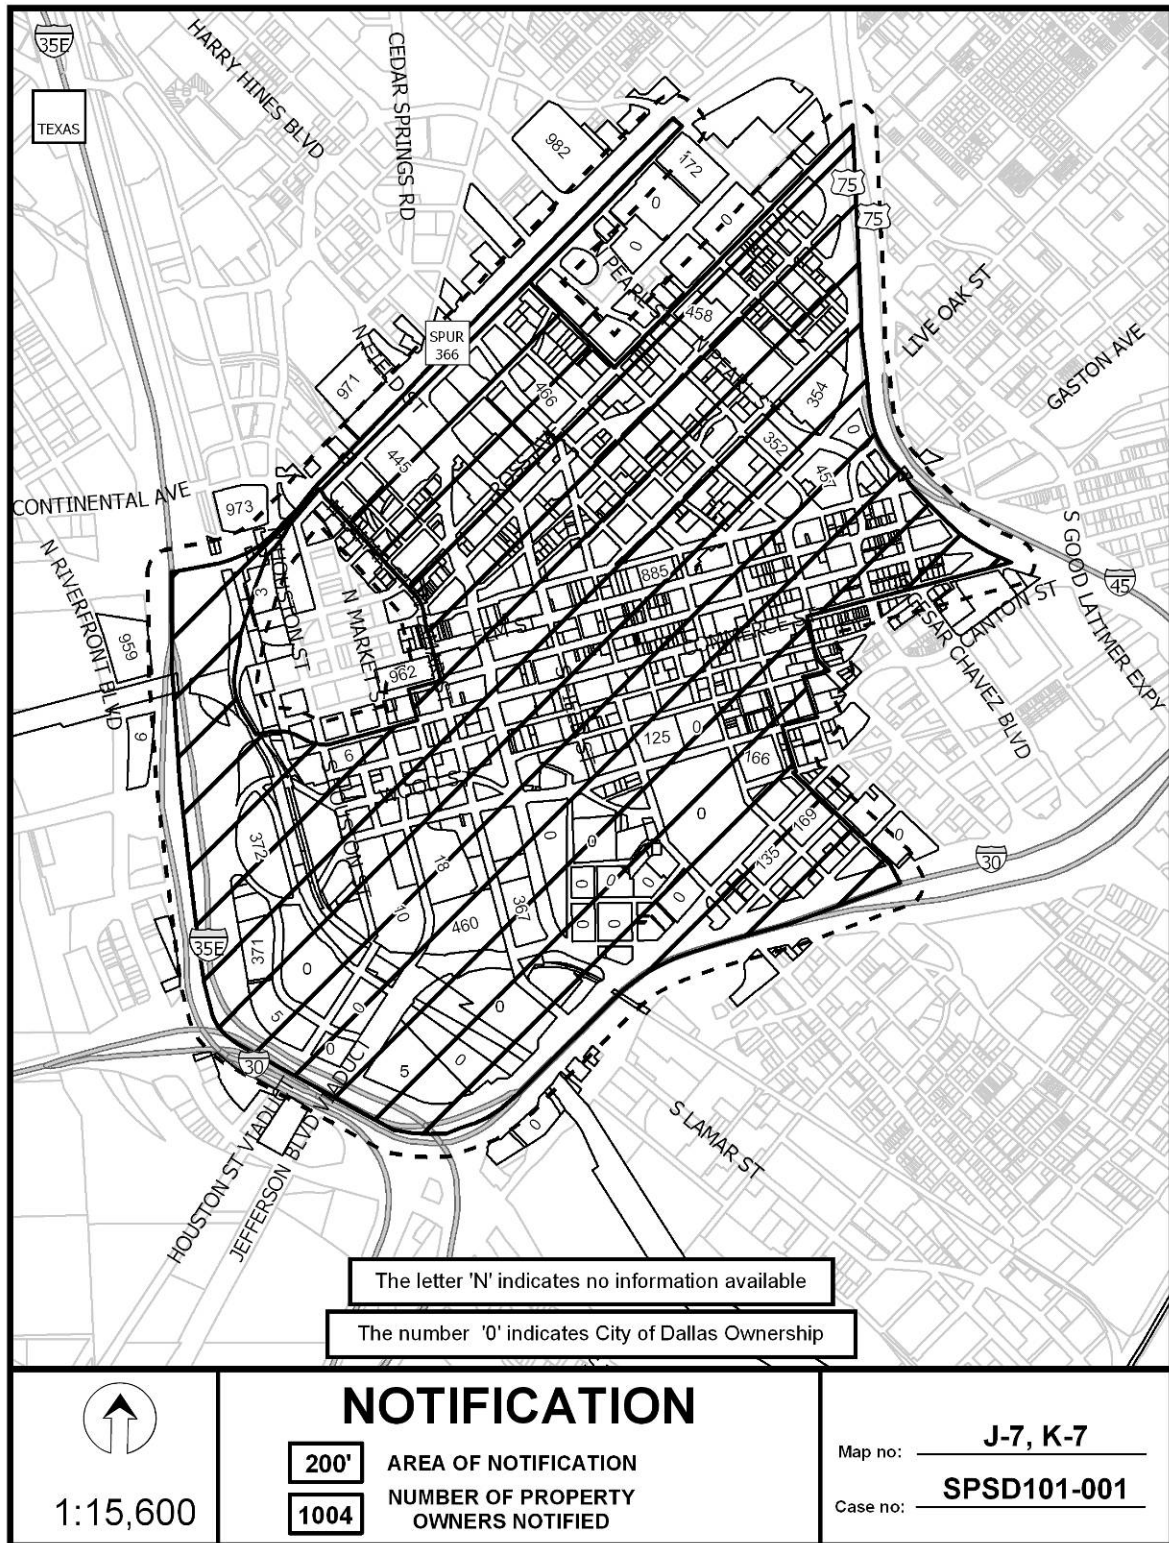 35E
TEXAS
HARRY HINES BLVD
CEDAR SPRINGS RD
982
172
0
75
75
0
0
N PEARL ST
458
N PEARL ST
LIVE OAK ST
GASTON AVE
SPUR
366
N FIELD ST
971
466
354
0
352
445
457
CONTINENTAL AVE
973
N RIVERFRONT BLVD
3
N HOUSTON ST
N MARKET ST
885
S GOOD LATIMER EXPY
45
CANTON ST
CESAR CHAVEZ BLVD
959
962
6
6
125
0
166
372
18
0
0
0
169
135
0
30
10
460
367
0
0
0
0
0
0
0
35E
371
0
5
0
N
0
0
0
5
30
HOUSTON ST VIADUCT
JEFFERSON BLVD VIADUCT
0
S LAMAR ST
The letter 'N' indicates no information available
The number '0' indicates City of Dallas Ownership
1:15,600
NOTIFICATION
200' AREA OF NOTIFICATION
1004 NUMBER OF PROPERTY
OWNERS NOTIFIED
Map no: J-7, K-7
Case no: SPSD101-001